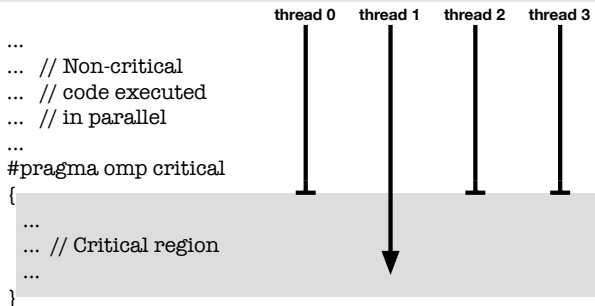 thread 0 thread 1 thread 2 thread 3
...
... // Non-critical
... // code executed
... // in parallel
...
#pragma omp critical
{
...
... // Critical region
...
}